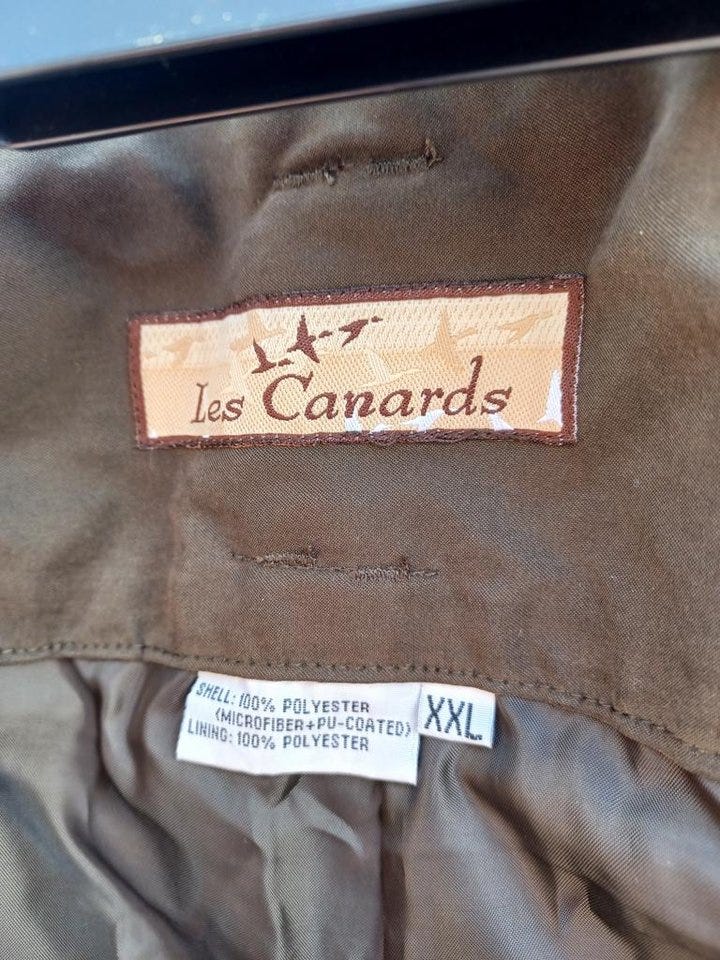 les Canards
SHELL: 100% POLYESTER
(MICROFIBER+PU-COATED)
LINING: 100% POLYESTER
XXL